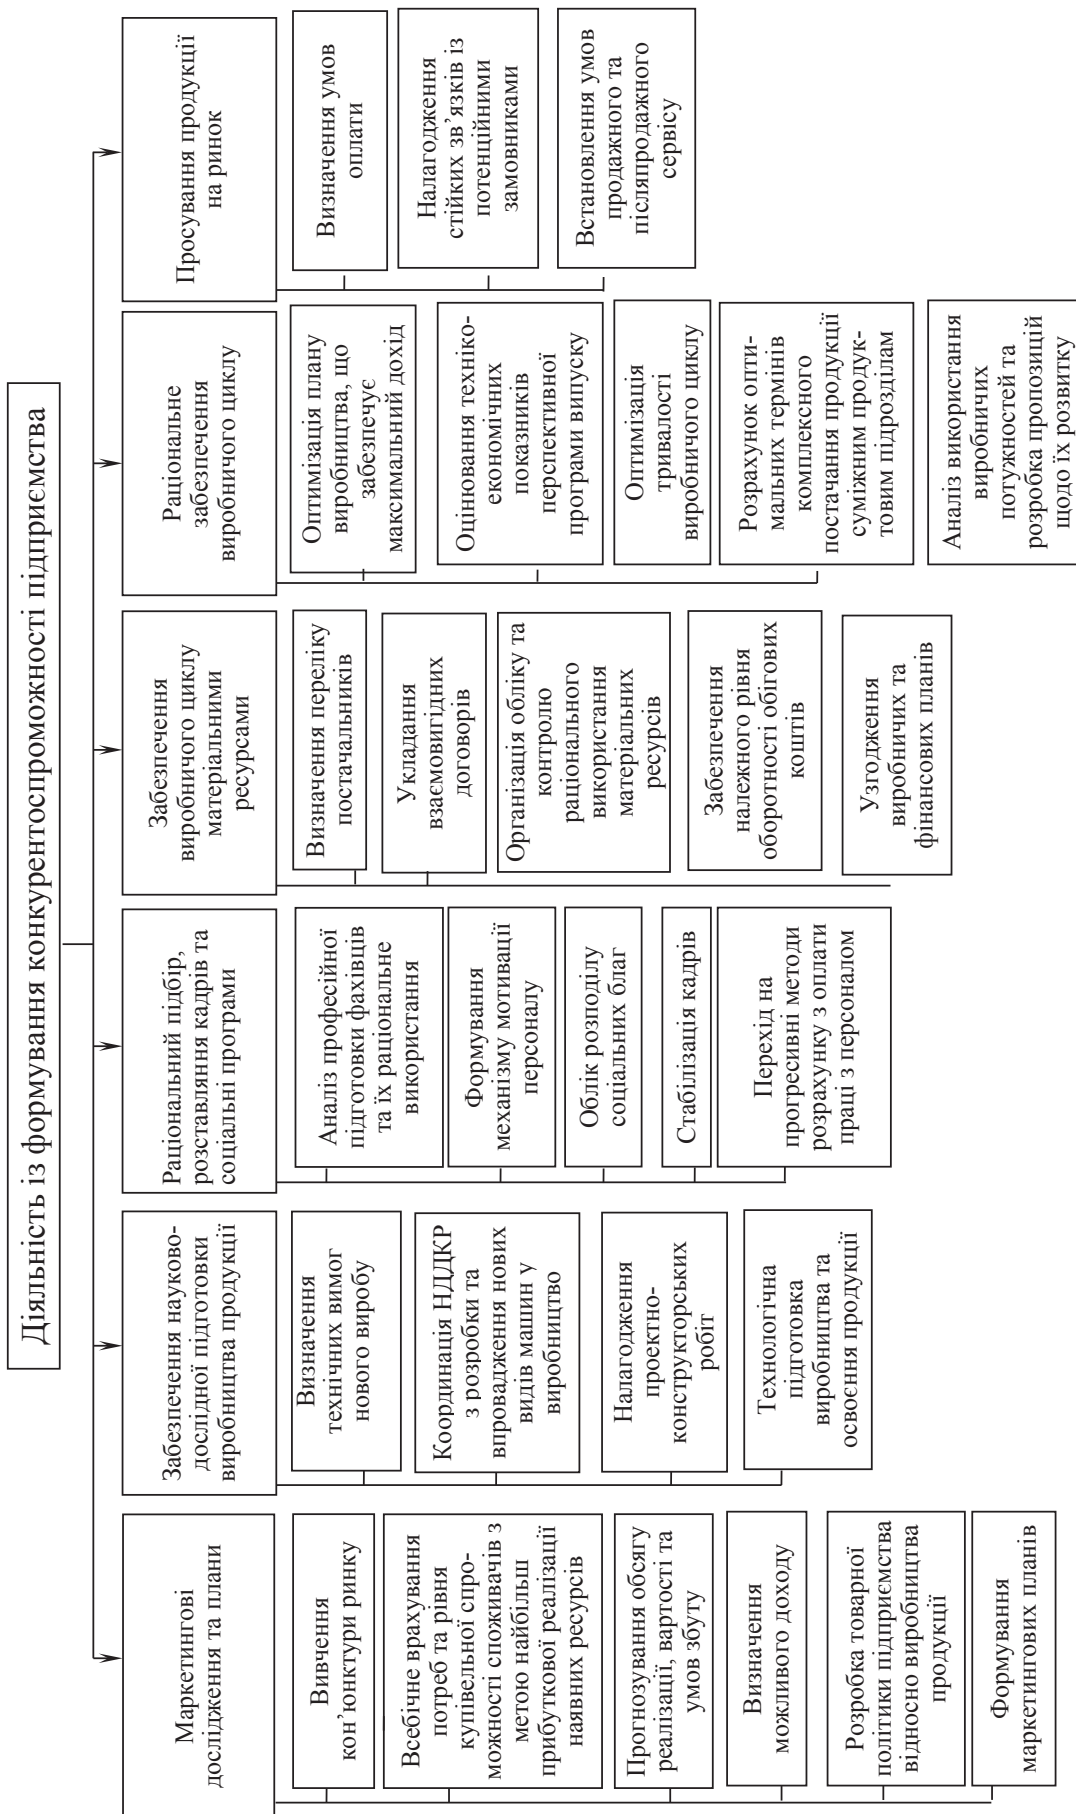 Діяльність із формування конкурентоспроможності підприємства
Маркетингові
дослідження та плани
Вивчення
кон’юнктури ринку
Всебічне врахування
потреб та рівня
купівельної спро-
можності споживачів з
метою найбільш
прибуткової реалізації
наявних ресурсів
Прогнозування обсягу
реалізації, вартості та
умов збуту
Визначення
можливого доходу
Розробка товарної
політики підприємства
відносно виробництва
продукції
Формування
маркетингових планів
Забезпечення науково-
дослідної підготовки
виробництва продукції
Визначення
технічних вимог
нового виробу
Координація НДДКР
з розробки та
впровадження нових
видів машин у
виробництво
Налагодження
проектно-
конструкторських
робіт
Технологічна
підготовка
виробництва та
освоєння продукції
Раціональний підбір,
розставляння кадрів та
соціальні програми
Аналіз професійної
підготовки фахівців
та їх раціональне
використання
Формування
механізму мотивації
персоналу
Облік розподілу
соціальних благ
Стабілізація кадрів
Перехід на
прогресивні методи
розрахунку з оплати
праці з персоналом
Забезпечення
виробничого циклу
матеріальними
ресурсами
Визначення переліку
постачальників
Укладання
взаємовигідних
договорів
Організація обліку та
контролю
раціонального
використання
матеріальних
ресурсів
Забезпечення
належного рівня
оборотності обігових
коштів
Узгодження
виробничих та
фінансових планів
Раціональне
забезпечення
виробничого циклу
Оптимізація плану
виробництва, що
забезпечує
максимальний дохід
Оцінювання техніко-
економічних
показників
перспективної
програми випуску
Оптимізація
тривалості
виробничого циклу
Розрахунок опти-
мальних термінів
комплексного
постачання продукції
суміжним продук-
товим підрозділам
Аналіз використання
виробничих
потужностей та
розробка пропозицій
щодо їх розвитку
Просування продукції
на ринок
Визначення умов
оплати
Налагодження
стійких зв’язків із
потенційними
замовниками
Встановлення умов
продажного та
післяпродажного
сервісу